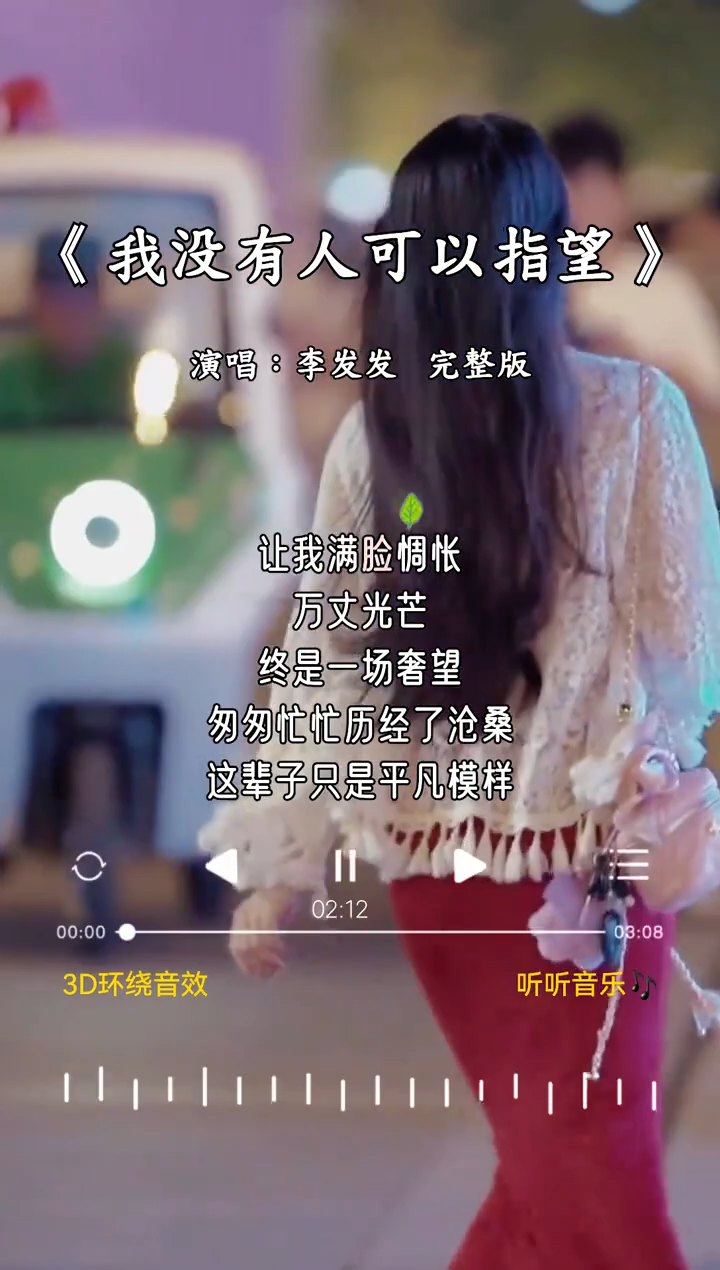 《我没有人可以指望》
演唱：李发发 完整版
让我满脸惆怅
万丈光芒
终是一场奢望
匆匆忙忙历经了沧桑
这辈子只是平凡模样
02:12
00:00 03:08
3D环绕音效 听听音乐🎶